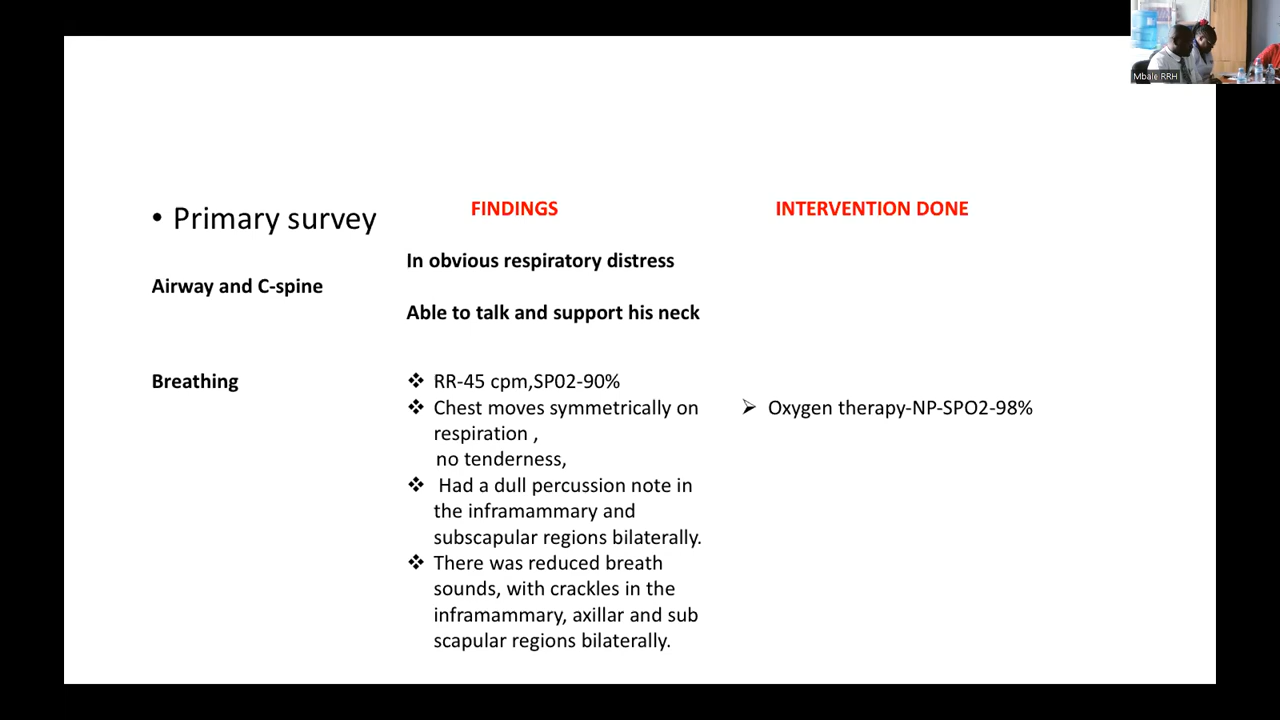 Mbale RRH
• Primary survey
FINDINGS
INTERVENTION DONE
Airway and C-spine
In obvious respiratory distress
Able to talk and support his neck
Breathing
❖ RR-45 cpm,SP02-90%
❖ Chest moves symmetrically on
respiration ,
no tenderness,
❖ Had a dull percussion note in
the inframammary and
subscapular regions bilaterally.
❖ There was reduced breath
sounds, with crackles in the
inframammary, axillar and sub
scapular regions bilaterally.
➢ Oxygen therapy-NP-SPO2-98%